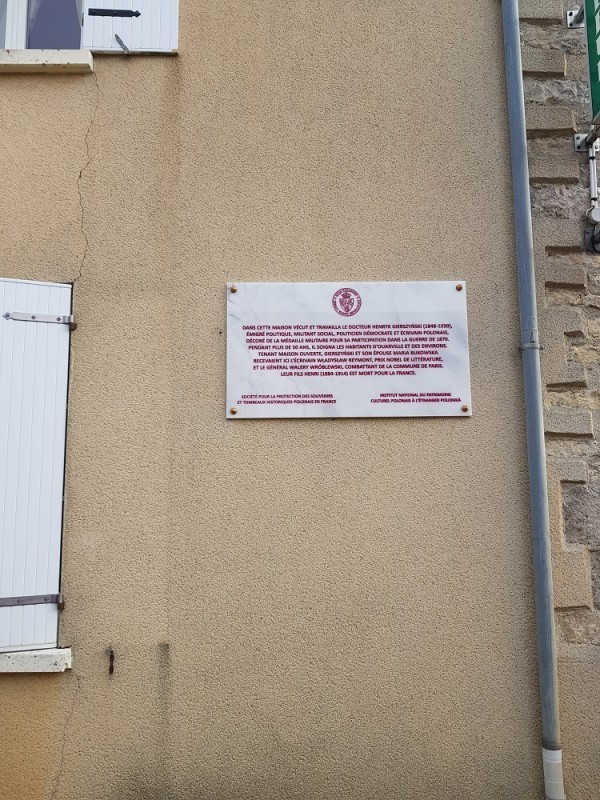 DANS CETTE MAISON VÉCUT ET TRAVAILLA LE DOCTEUR HENRYK GIERSZYŃSKI (1848-1930),
ÉMIGRÉ POLITIQUE, MILITANT SOCIAL, POLITICIEN DÉMOCRATE ET ÉCRIVAIN POLONAIS,
DÉCORÉ DE LA MÉDAILLE MILITAIRE POUR SA PARTICIPATION DANS LA GUERRE DE 1870.
PENDANT PLUS DE 50 ANS, IL SOIGNA LES HABITANTS D'OUARVILLE ET DES ENVIRONS.
TENANT MAISON OUVERTE, GIERSZYŃSKI ET SON ÉPOUSE MARIA BUKOWSKA
RECEVAIENT ICI L'ÉCRIVAIN WŁADYSŁAW REYMONT, PRIX NOBEL DE LITTÉRATURE,
ET LE GÉNÉRAL WALERY WRÓBLEWSKI, COMBATTANT DE LA COMMUNE DE PARIS.
LEUR FILS HENRI (1884-1914) EST MORT POUR LA FRANCE.
SOCIÉTÉ POUR LA PROTECTION DES SOUVENIRS
ET TOMBEAUX HISTORIQUES POLONAIS EN FRANCE
INSTITUT NATIONAL DU PATRIMOINE
CULTUREL POLONAIS À L'ÉTRANGER POLONIKA